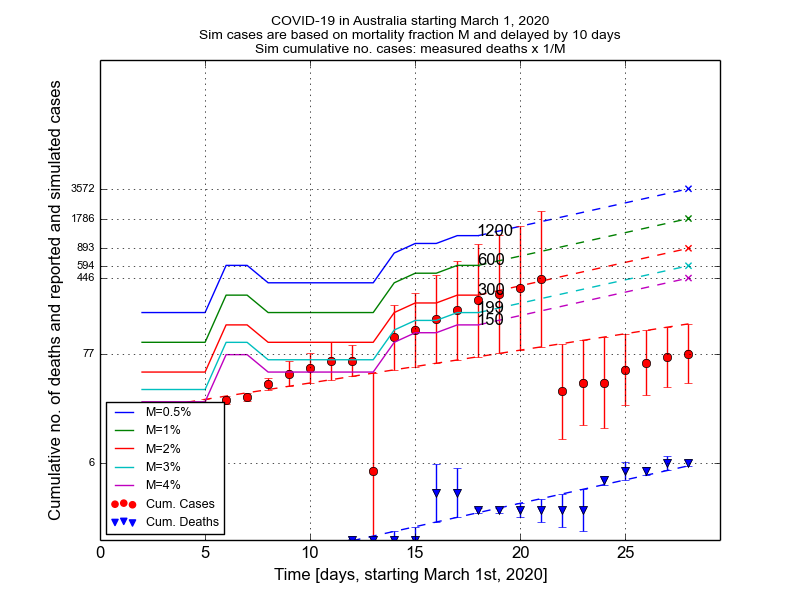 COVID-19 in Australia starting March 1, 2020
Sim cases are based on mortality fraction M and delayed by 10 days
Sim cumulative no. cases: measured deaths x 1/M
Cumulative no. of deaths and reported and simulated cases
3572
1786
893
594
446
77
6
1200
600
300
199
150
M=0.5%
M=1%
M=2%
M=3%
M=4%
Cum. Cases
Cum. Deaths
0 5 10 15 20 25
Time [days, starting March 1st, 2020]